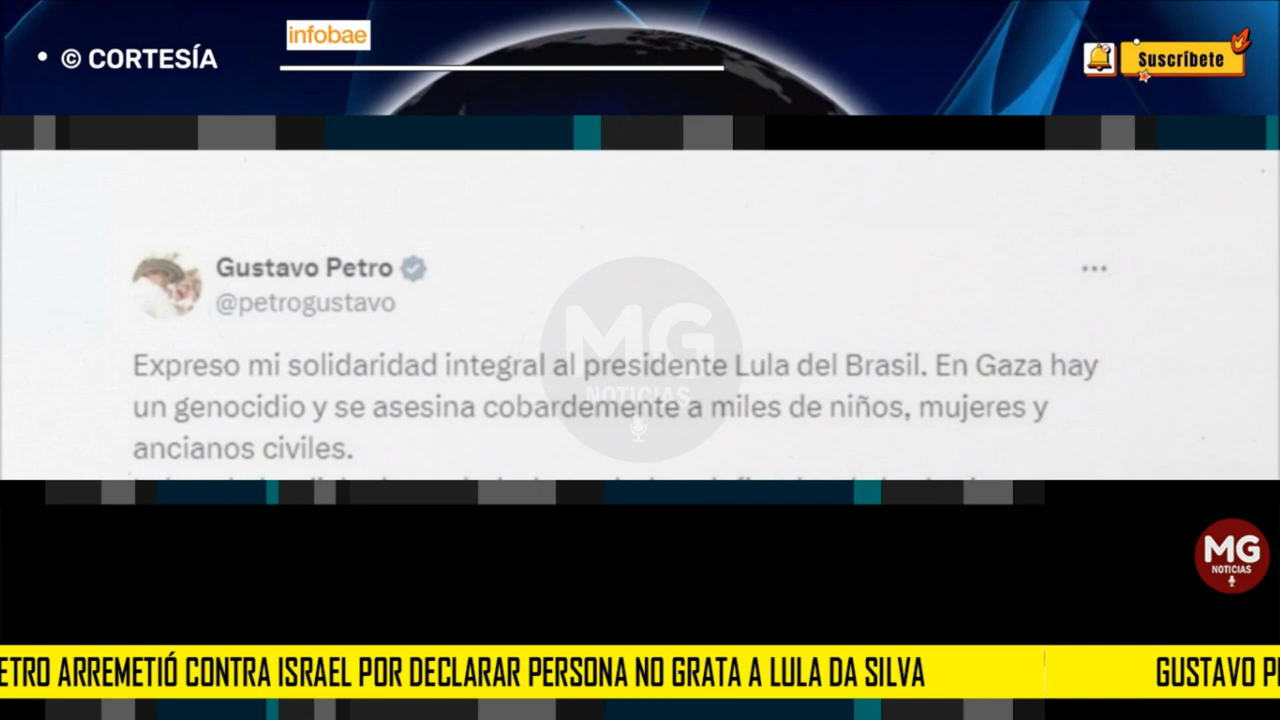 infobae
• © CORTESÍA
Suscríbete
Gustavo Petro
@petrogustavo
Expreso mi solidaridad integral al presidente Lula del Brasil. En Gaza hay
un genocidio y se asesina cobardemente a miles de niños, mujeres y
ancianos civiles.
MG
NOTICIAS
MG
NOTICIAS
ETRO ARREMETIÓ CONTRA ISRAEL POR DECLARAR PERSONA NO GRATA A LULA DA SILVA
GUSTAVO P